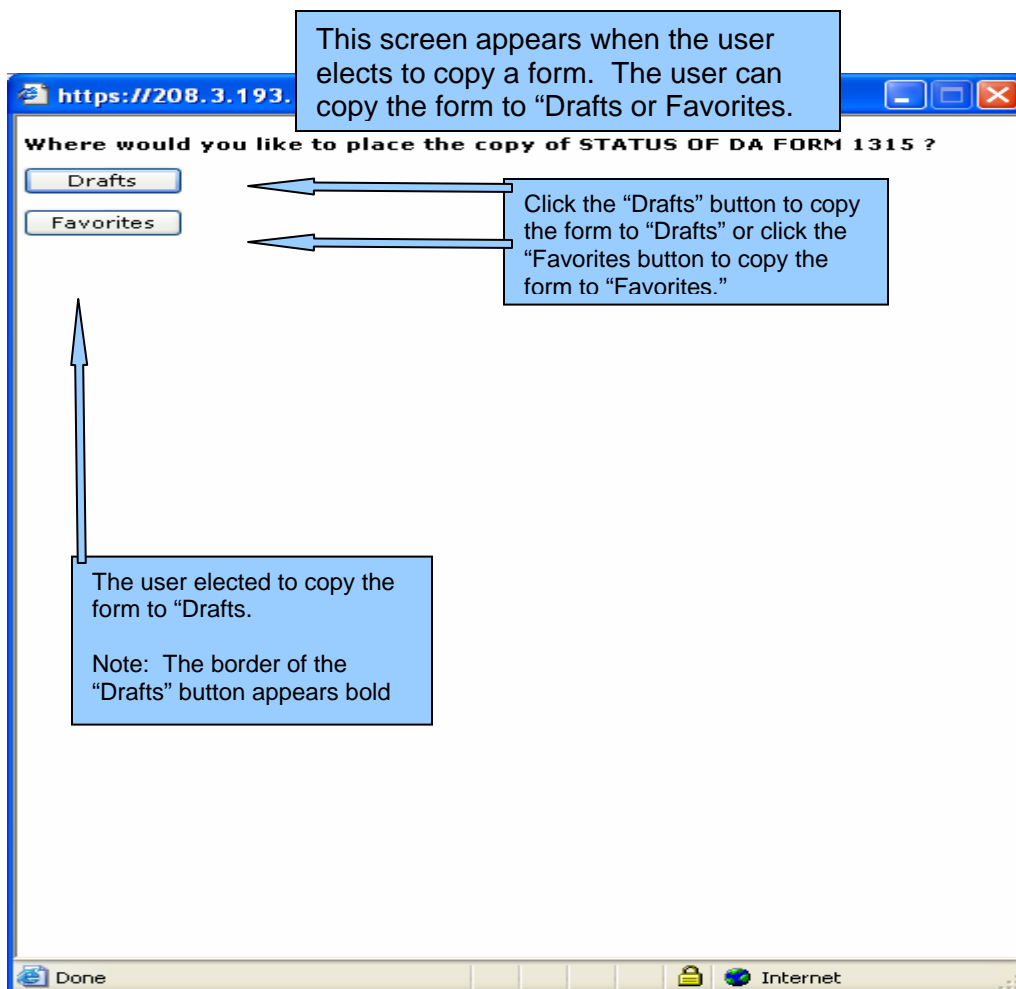 This screen appears when the user
elects to copy a form.  The user can
copy the form to “Drafts or Favorites.
https://208.3.193.
Where would you like to place the copy of STATUS OF DA FORM 1315 ?
Drafts
Favorites
Click the “Drafts” button to copy
the form to “Drafts” or click the
“Favorites button to copy the
form to “Favorites.”
The user elected to copy the
form to “Drafts.
Note:  The border of the
“Drafts” button appears bold
Done
Internet